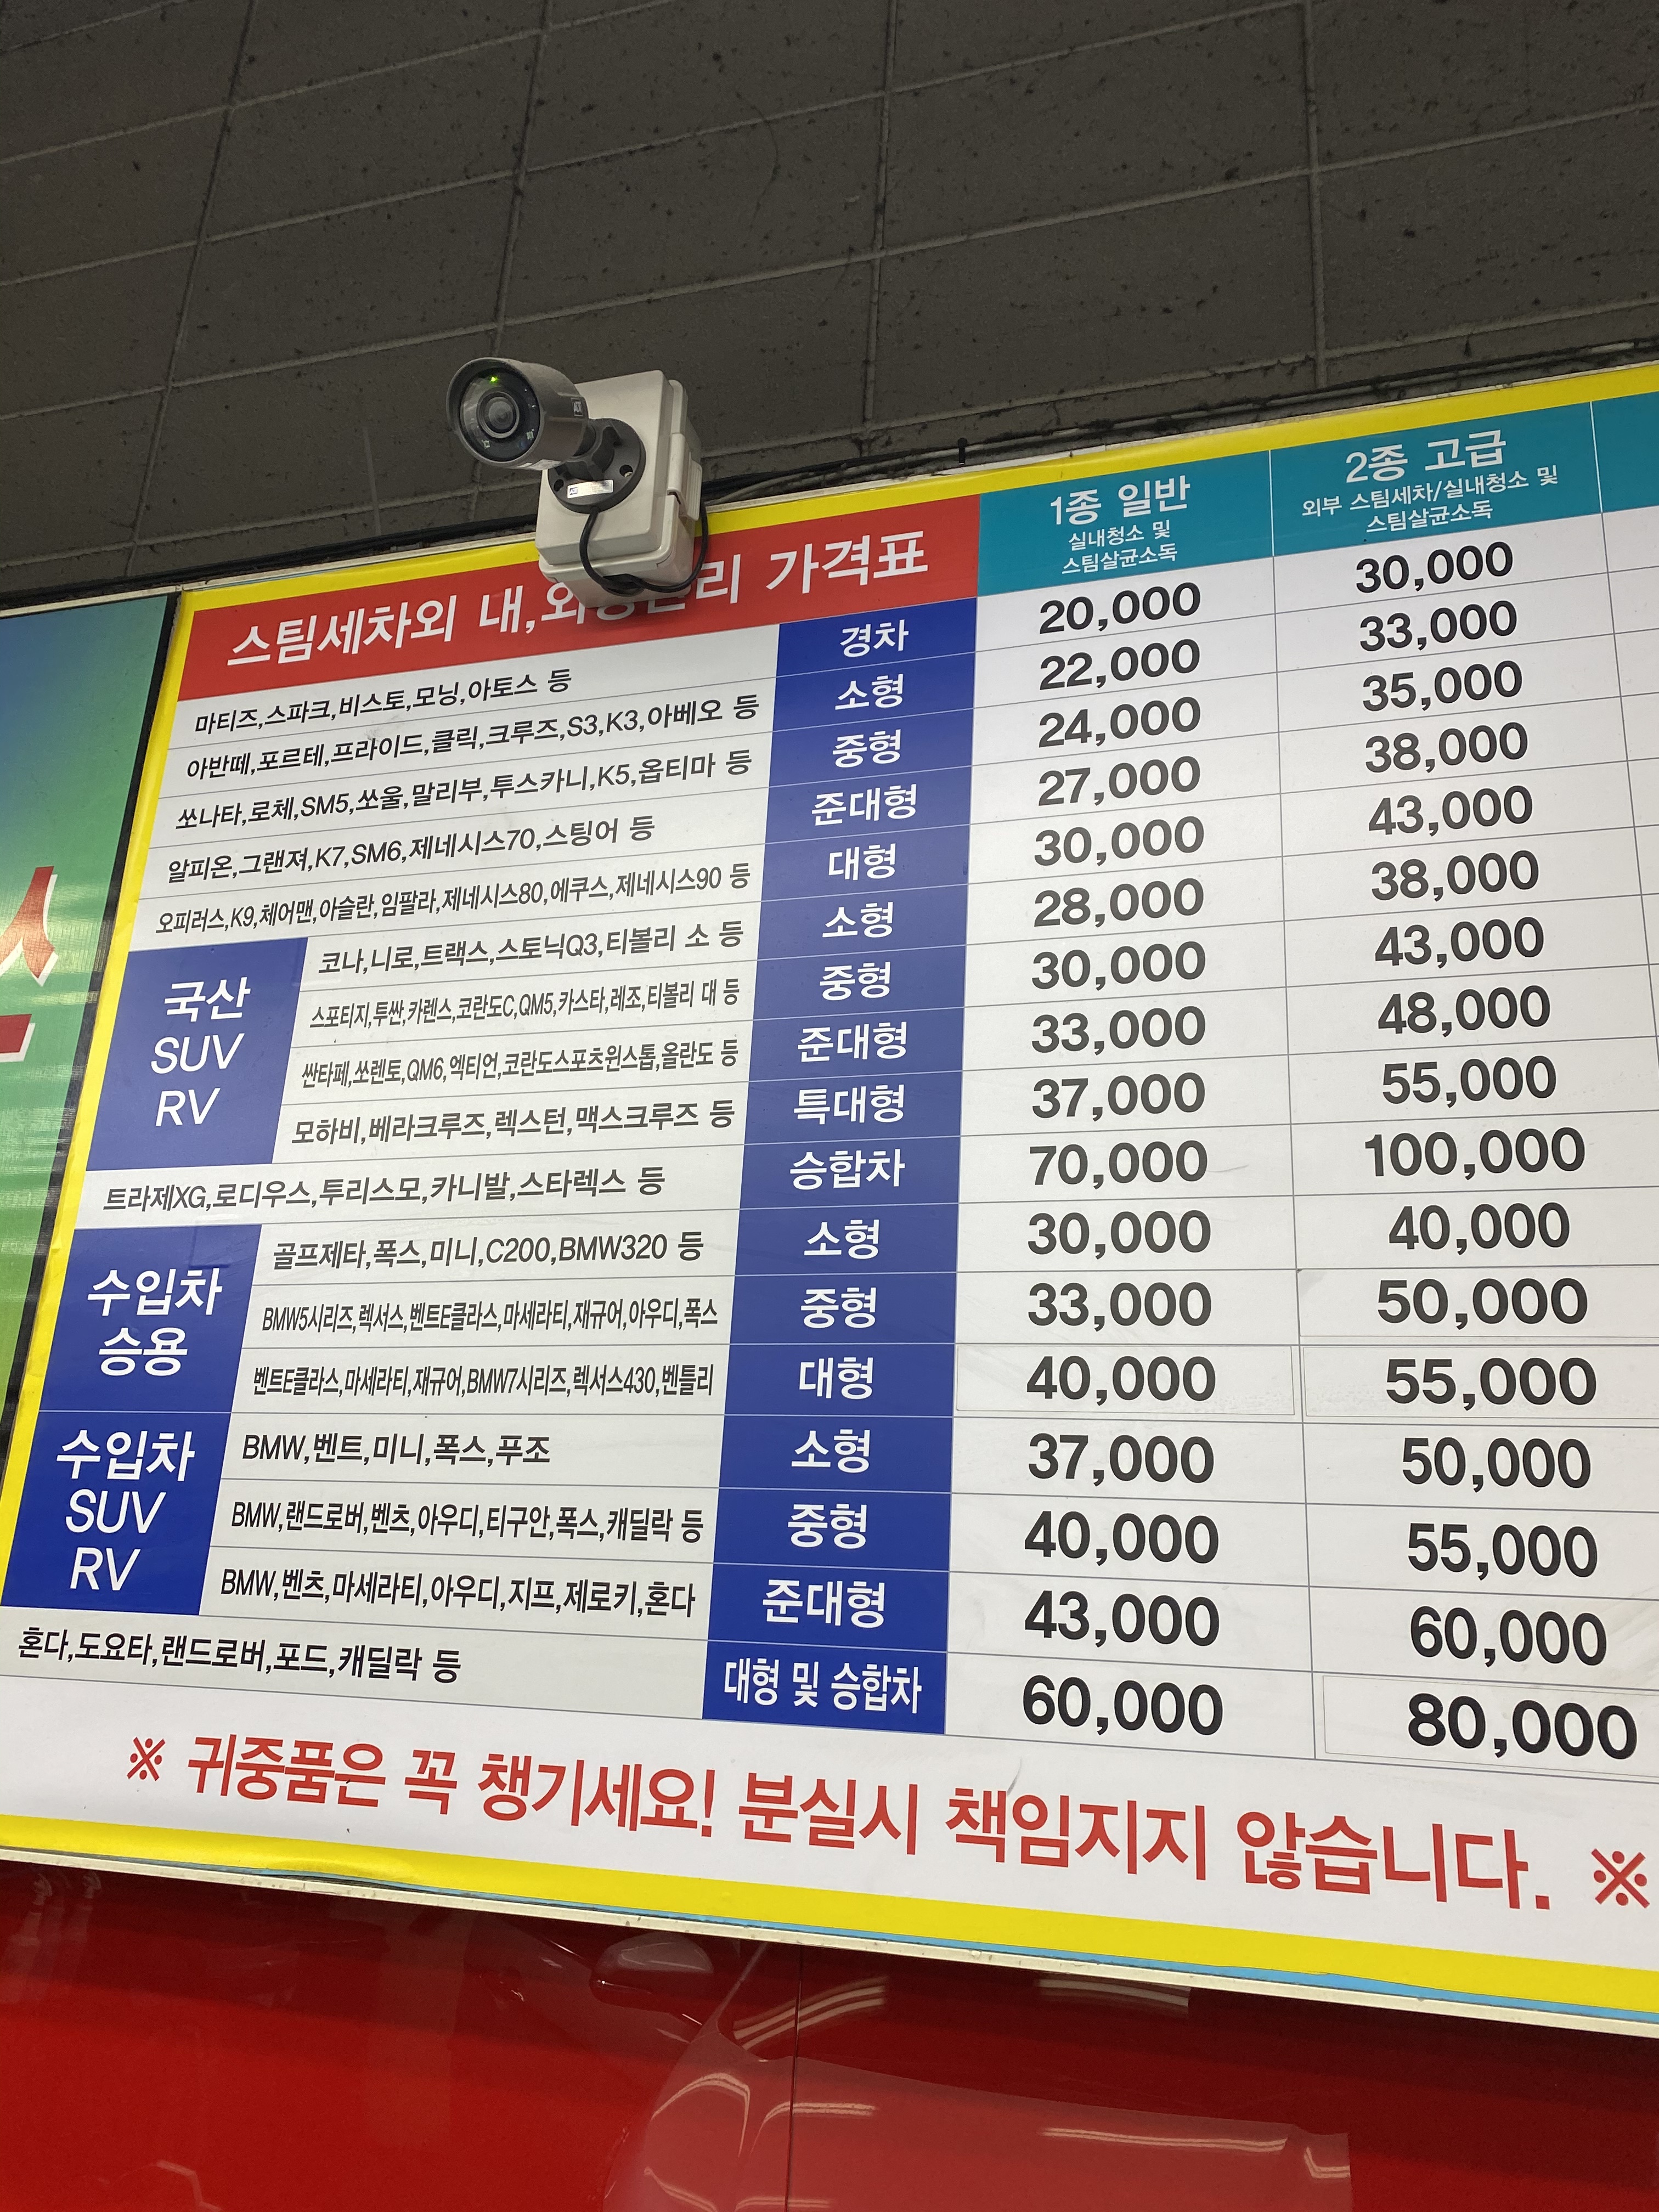 스팀세차외 내,외 가격표
1종 일반
실내청소 및
스팀살균소독
2종 고급
외부 스팀세차/실내청소 및
스팀살균소독
마티즈,스파크,비스토,모닝,아토스 등 경차 20,000 30,000
아반떼,포르테,프라이드,클릭,크루즈,S3,K3,아베오 등 소형 22,000 33,000
쏘나타,로체,SM5,쏘울,말리부,투스카니,K5,옵티마 등 중형 24,000 35,000
알피온,그랜져,K7,SM6,제네시스70,스팅어 등 준대형 27,000 38,000
오피러스,K9,체어맨,아슬란,임팔라,제네시스80,에쿠스,제네시스90 등 대형 30,000 43,000
국산
SUV
RV
코나,니로,트랙스,스토닉Q3,티볼리 소 등 소형 28,000 38,000
스포티지,투싼,카렌스,코란도C,QM5,카스타,레조,티볼리 대 등 중형 30,000 43,000
싼타페,쏘렌토,QM6,엑티언,코란도스포츠윈스톰,올란도 등 준대형 33,000 48,000
모하비,베라크루즈,렉스턴,맥스크루즈 등 특대형 37,000 55,000
트라제XG,로디우스,투리스모,카니발,스타렉스 등 승합차 70,000 100,000
수입차
승용
골프제타,폭스,미니,C200,BMW320 등 소형 30,000 40,000
BMW5시리즈,렉서스,벤트E클라스,마세라티,재규어,아우디,폭스 중형 33,000 50,000
벤트E클라스,마세라티,재규어,BMW7시리즈,렉서스430,벤틀리 대형 40,000 55,000
수입차
SUV
RV
BMW,벤트,미니,폭스,푸조 소형 37,000 50,000
BMW,랜드로버,벤츠,아우디,티구안,폭스,캐딜락 등 중형 40,000 55,000
BMW,벤츠,마세라티,아우디,지프,제로키,혼다 준대형 43,000 60,000
혼다,도요타,랜드로버,포드,캐딜락 등 대형 및 승합차 60,000 80,000
※ 귀중품은 꼭 챙기세요! 분실시 책임지지 않습니다. ※